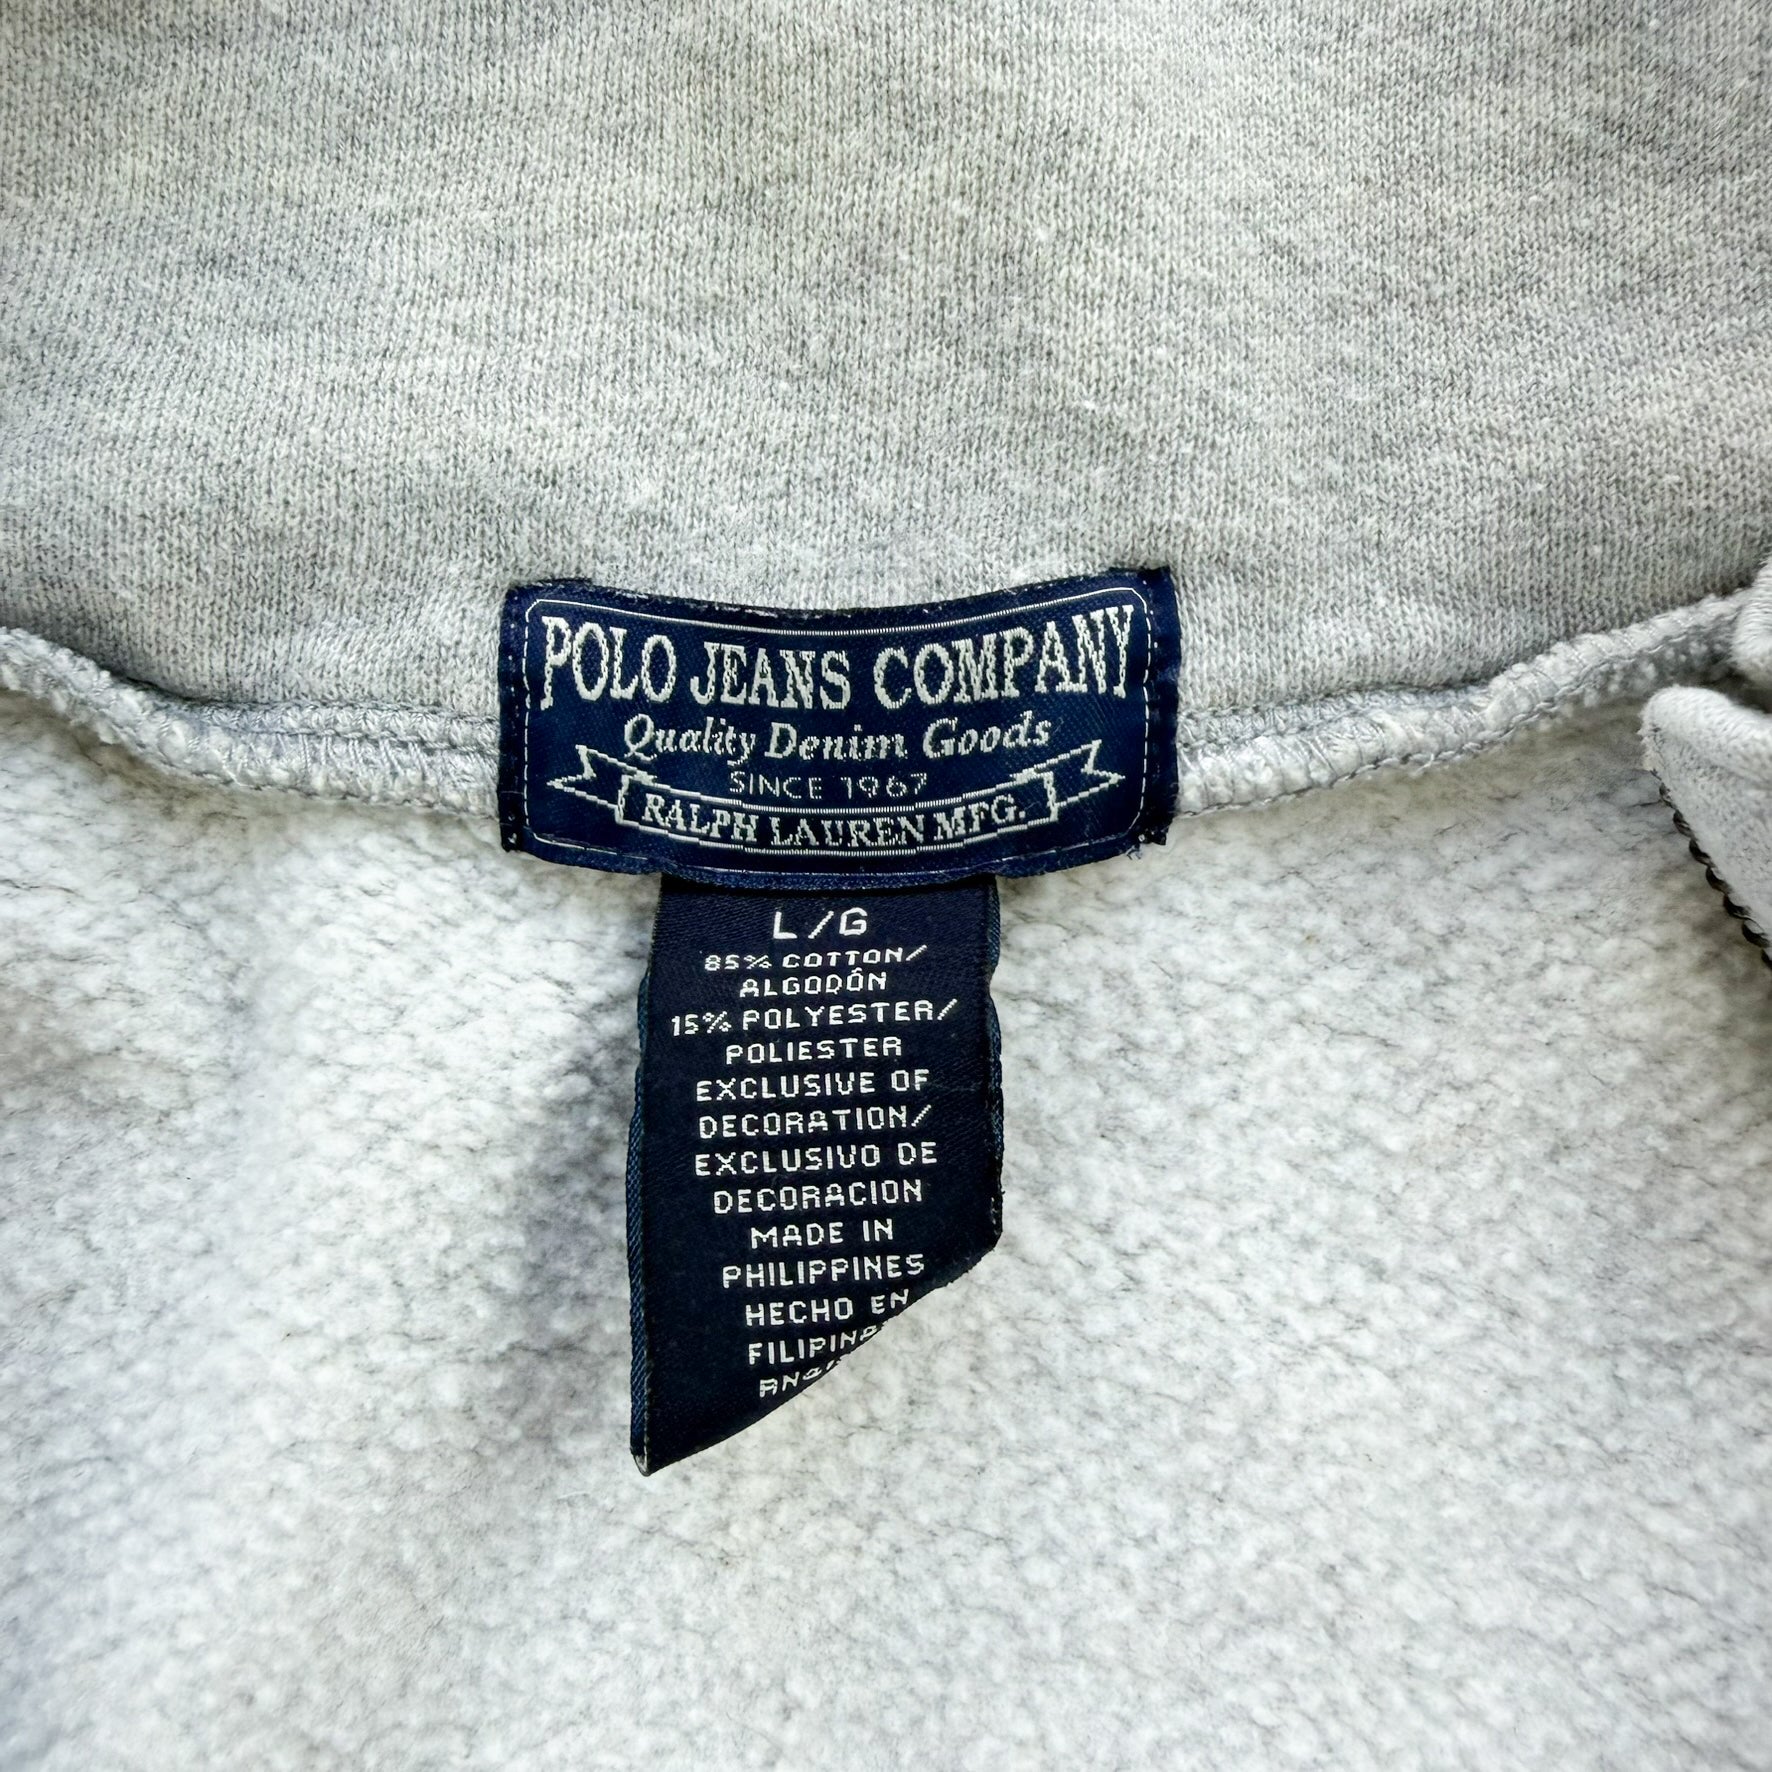 POLO JEANS COMPANY
Quality Denim Goods
SINCE 1967
RALPH LAUREN MFG.
L/G
85% COTTON/
ALGODÓN
15% POLYESTER/
POLIESTER
EXCLUSIVE OF
DECORATION/
EXCLUSIVO DE
DECORACION
MADE IN
PHILIPPINES
HECHO EN